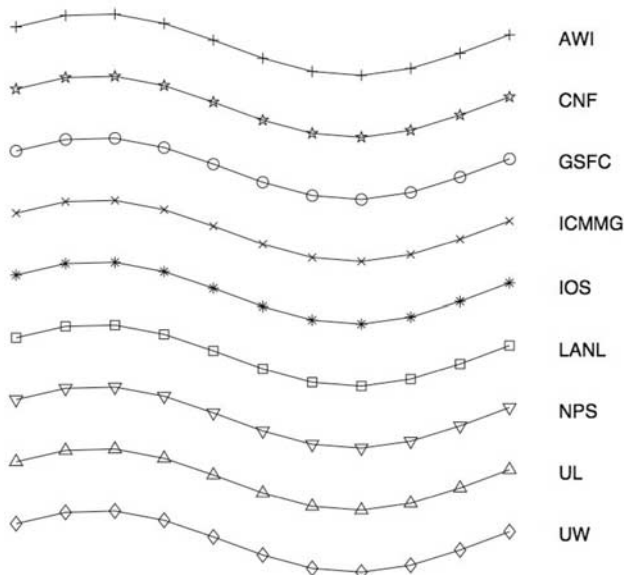 AWI
CNF
GSFC
ICMMG
IOS
LANL
NPS
UL
UW